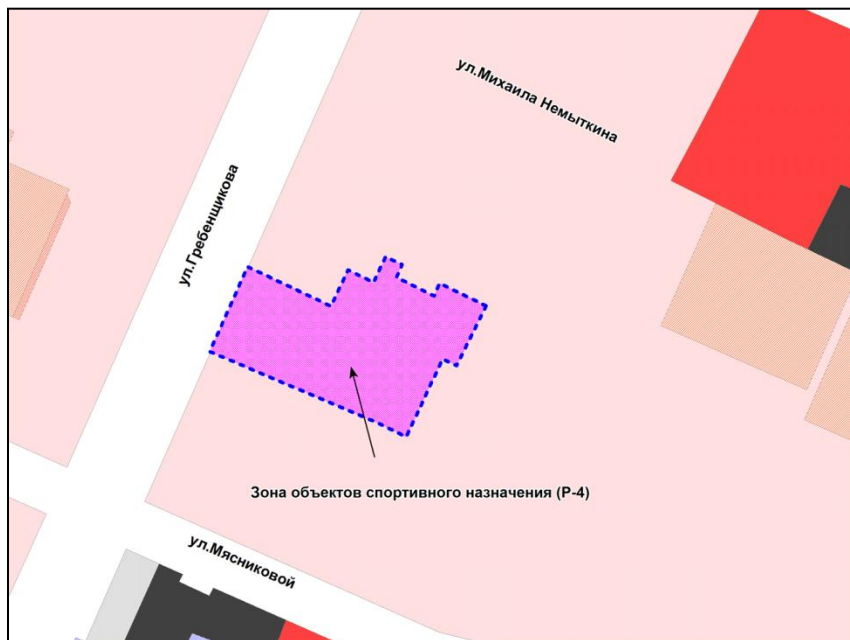 ул.Михаила Немыткина
ул.Гребенщикова
Зона объектов спортивного назначения (Р-4)
ул.Мясниковой